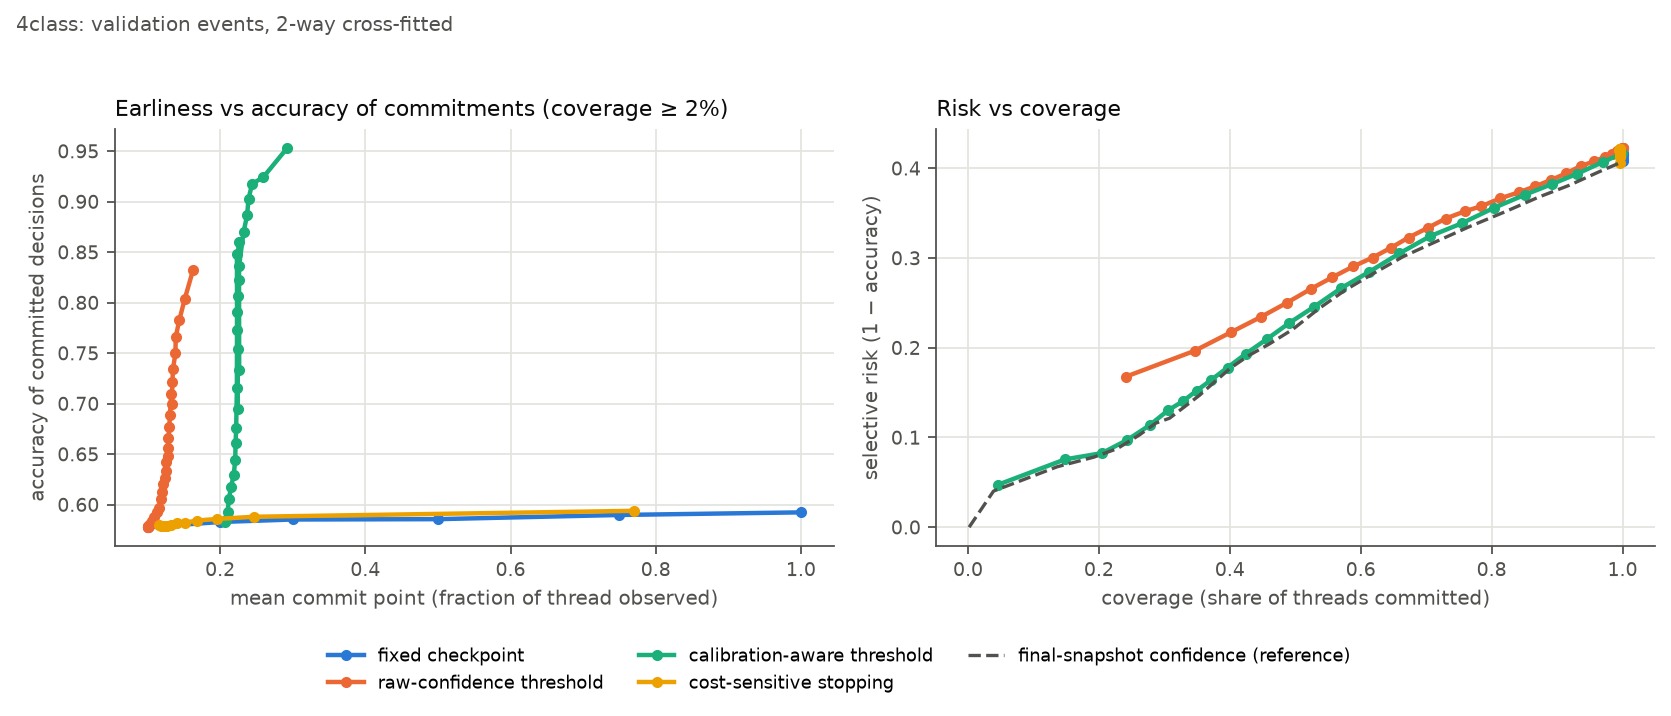 4class: validation events, 2-way cross-fitted
Earliness vs accuracy of commitments (coverage ≥ 2%)
accuracy of committed decisions
0.95
0.90
0.85
0.80
0.75
0.70
0.65
0.60
0.2 0.4 0.6 0.8 1.0
mean commit point (fraction of thread observed)
Risk vs coverage
selective risk (1 − accuracy)
0.4
0.3
0.2
0.1
0.0
0.0 0.2 0.4 0.6 0.8 1.0
coverage (share of threads committed)
fixed checkpoint
raw-confidence threshold
calibration-aware threshold
cost-sensitive stopping
final-snapshot confidence (reference)